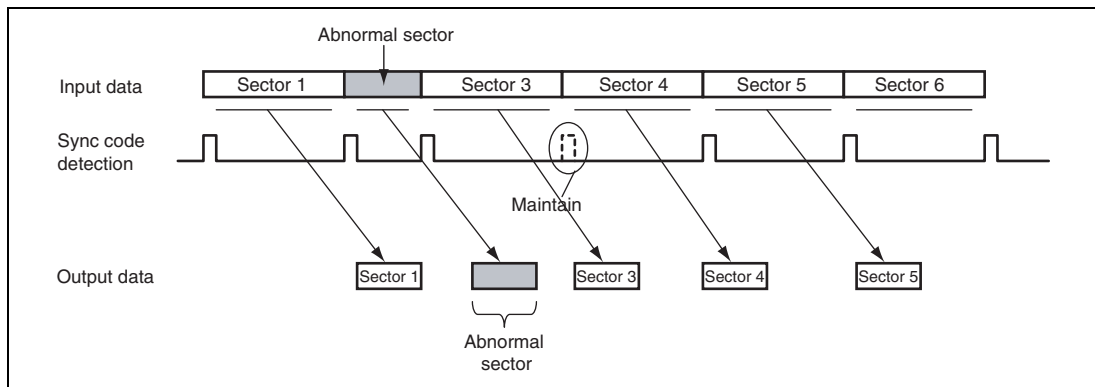 Abnormal sector
Input data
Sector 1
Sector 3
Sector 4
Sector 5
Sector 6
Sync code
detection
Maintain
Output data
Sector 1
Sector 3
Sector 4
Sector 5
Abnormal
sector